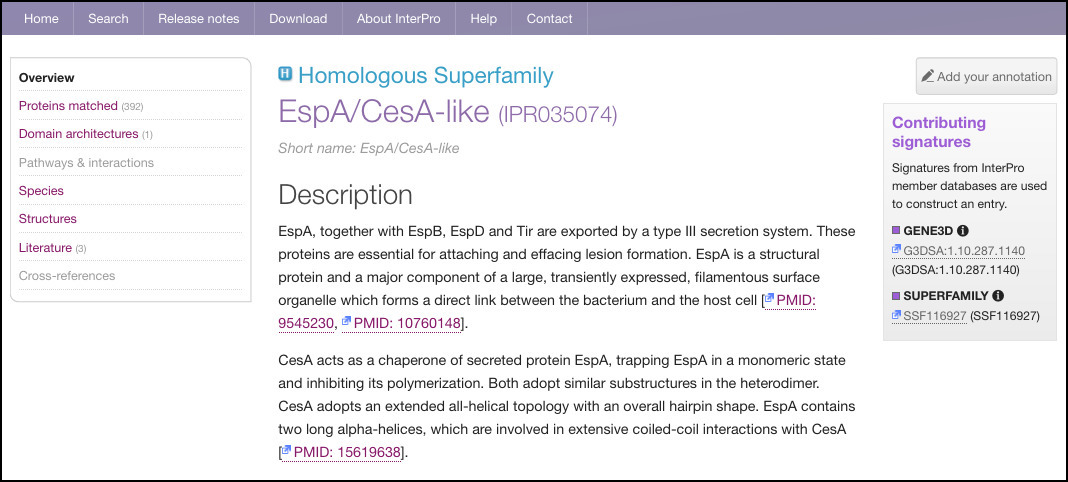 Home Search Release notes Download About InterPro Help Contact
Overview
Proteins matched (392)
Domain architectures (1)
Pathways & interactions
Species
Structures
Literature (3)
Cross-references
H Homologous Superfamily
EspA/CesA-like (IPR035074)
Short name: EspA/CesA-like
Description
EspA, together with EspB, EspD and Tir are exported by a type III secretion system. These
proteins are essential for attaching and effacing lesion formation. EspA is a structural
protein and a major component of a large, transiently expressed, filamentous surface
organelle which forms a direct link between the bacterium and the host cell [PMID:
9545230, PMID: 10760148].
CesA acts as a chaperone of secreted protein EspA, trapping EspA in a monomeric state
and inhibiting its polymerization. Both adopt similar substructures in the heterodimer.
CesA adopts an extended all-helical topology with an overall hairpin shape. EspA contains
two long alpha-helices, which are involved in extensive coiled-coil interactions with CesA
[PMID: 15619638].
Add your annotation
Contributing
signatures
Signatures from InterPro
member databases are used
to construct an entry.
GENE3D i
G3DSA:1.10.287.1140
(G3DSA:1.10.287.1140)
SUPERFAMILY i
SSF116927 (SSF116927)